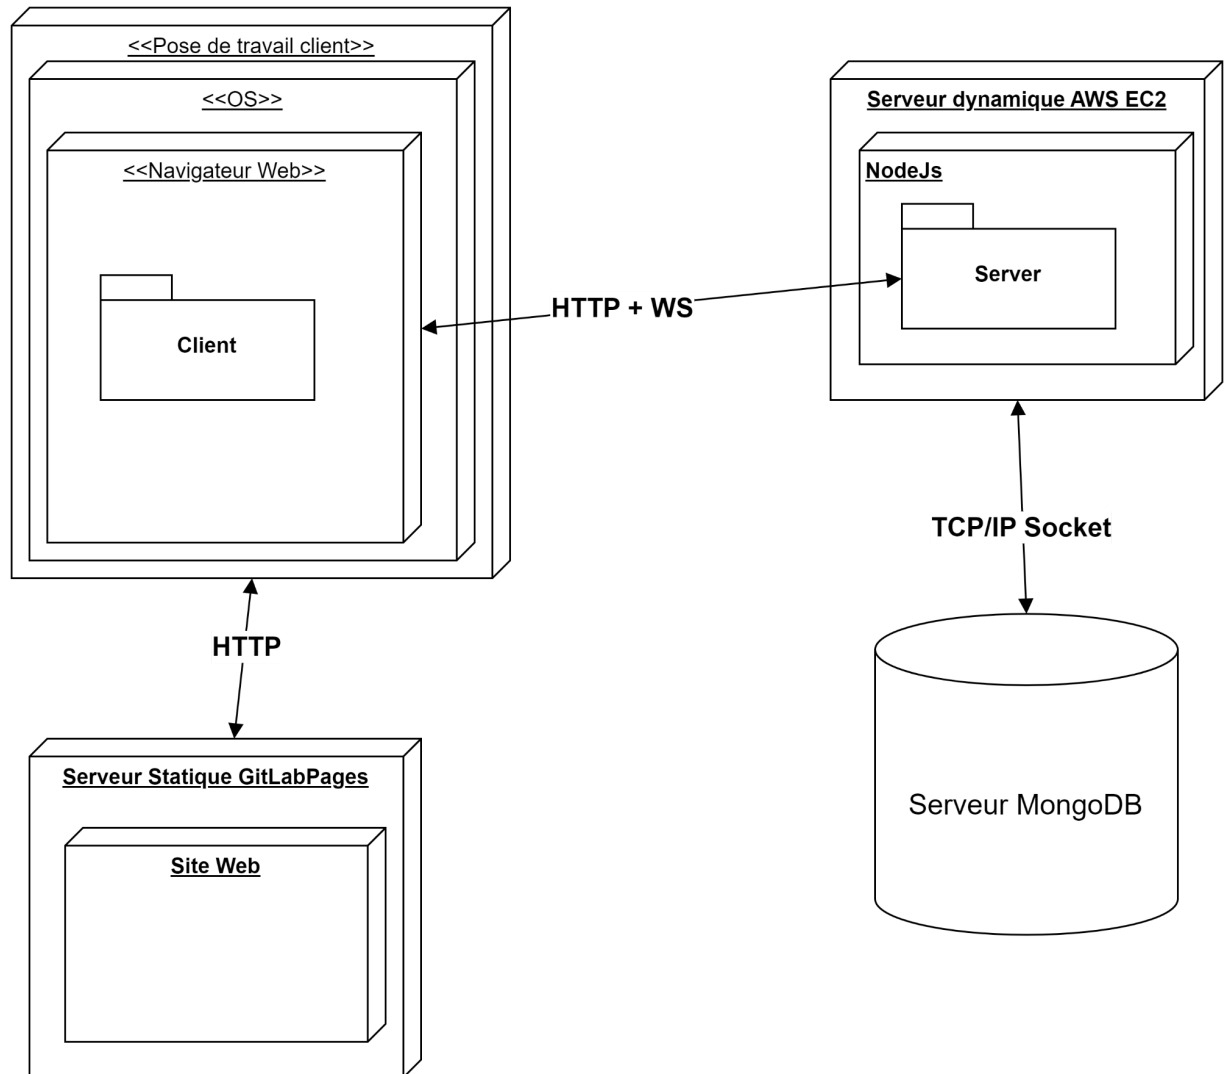 <<Pose de travail client>>
<<OS>>
<<Navigateur Web>>
Client
HTTP + WS
Serveur dynamique AWS EC2
NodeJs
Server
TCP/IP Socket
Serveur MongoDB
HTTP
Serveur Statique GitLabPages
Site Web